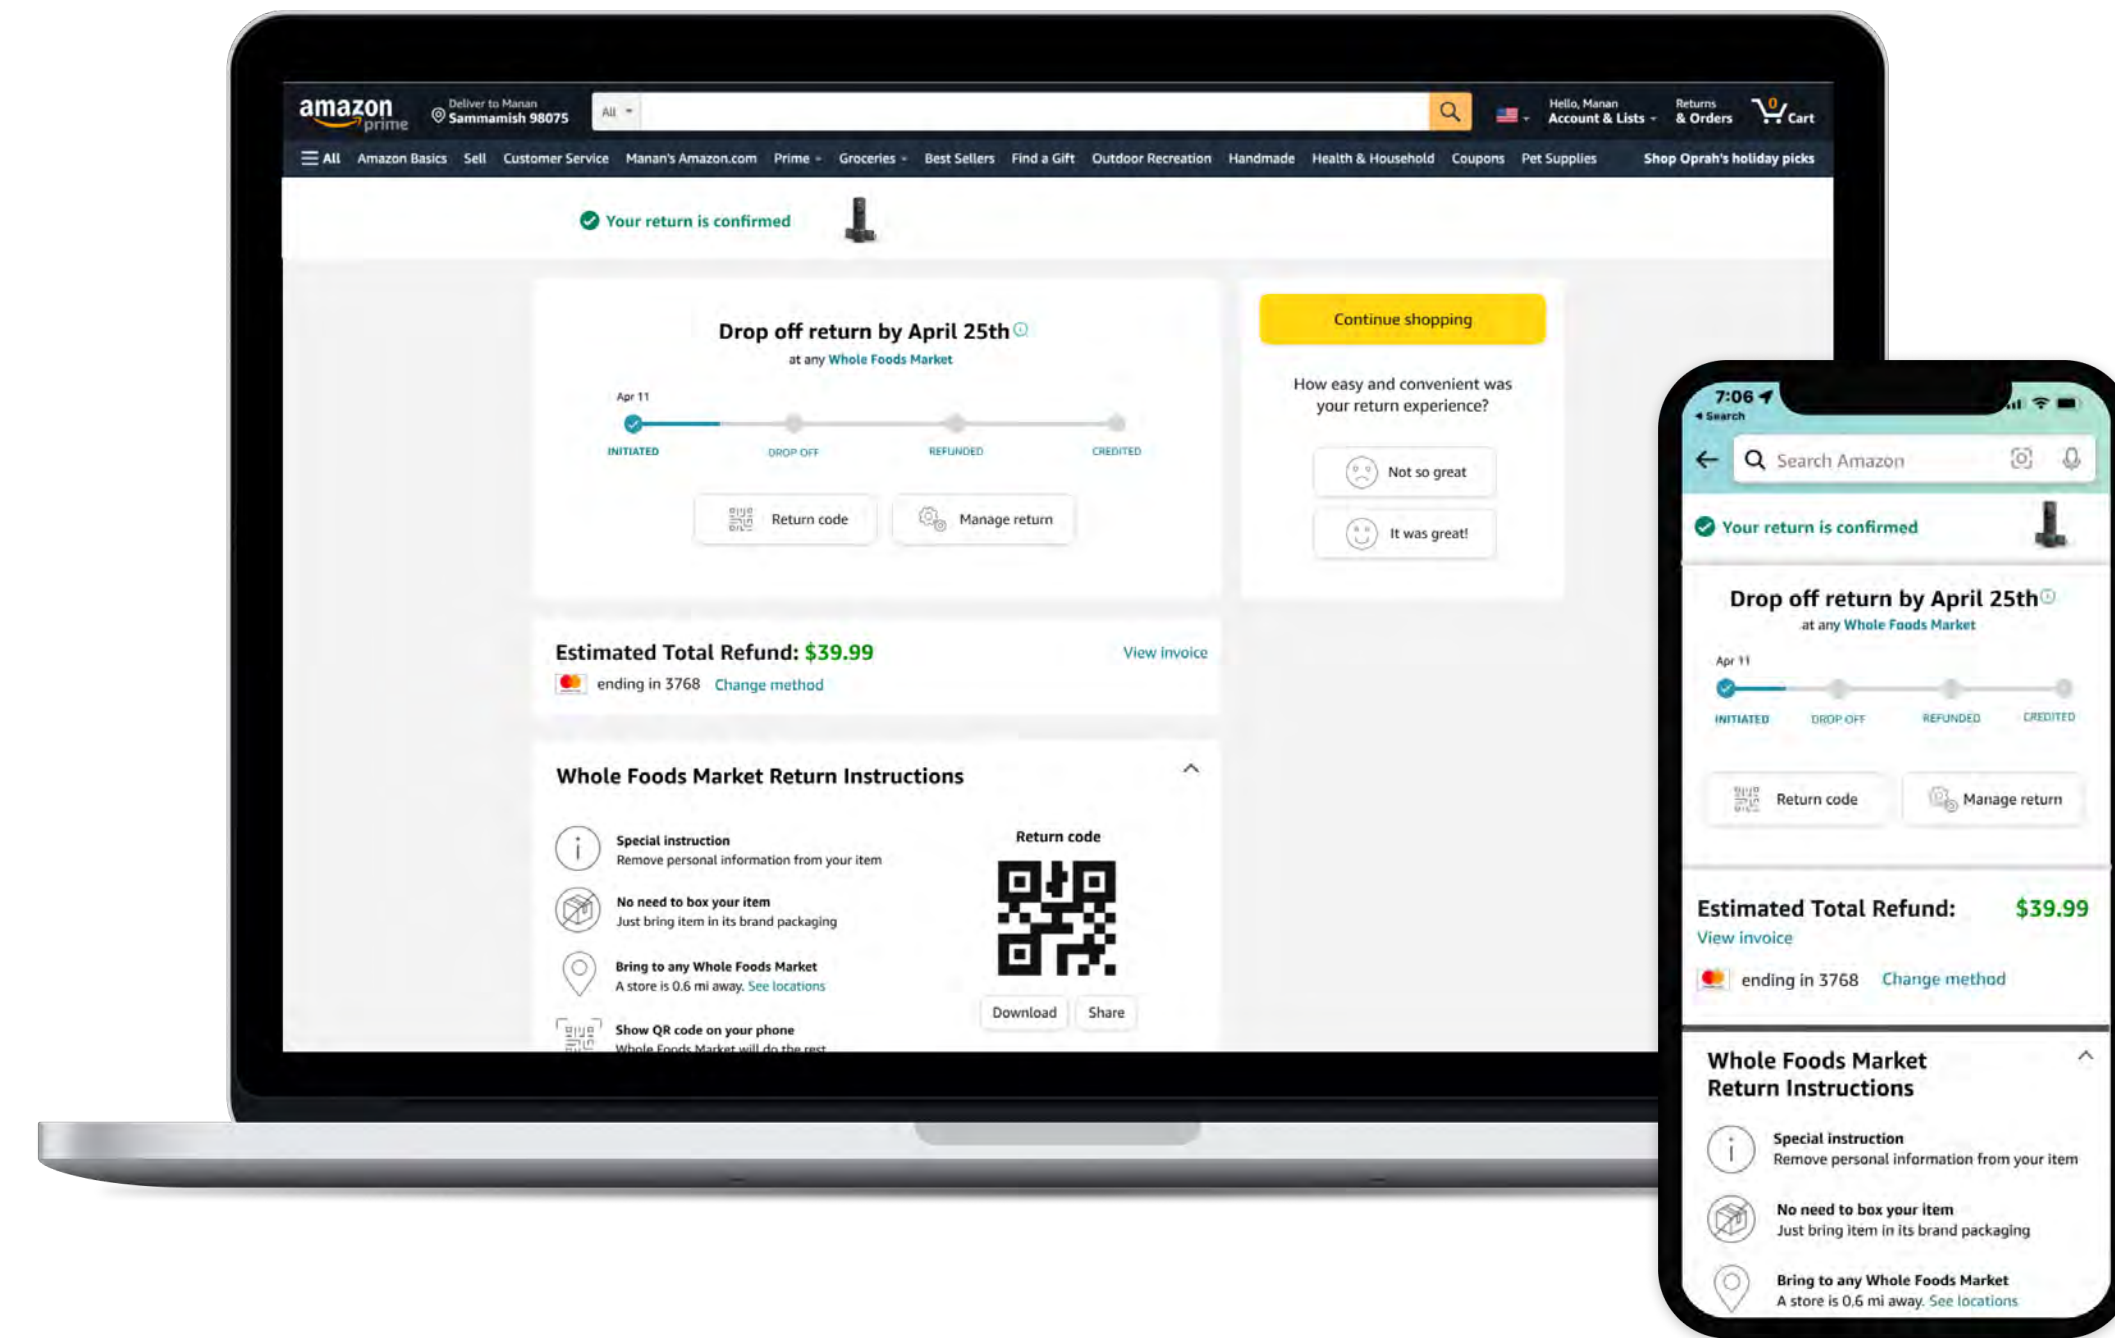 amazon
prime
Deliver to Manan
Sammamish 98075
All
Hello, Manan
Account & Lists
Returns
& Orders
0
Cart
All Amazon Basics Sell Customer Service Manan's Amazon.com Prime Groceries Best Sellers Find a Gift Outdoor Recreation Handmade Health & Household Coupons Pet Supplies Shop Oprah's holiday picks
Your return is confirmed
Drop off return by April 25th
at any Whole Foods Market
Apr 11
INITIATED DROP OFF REFUNDED CREDITED
Return code Manage return
Continue shopping
How easy and convenient was
your return experience?
Not so great
It was great!
Estimated Total Refund: $39.99 View invoice
ending in 3768 Change method
Whole Foods Market Return Instructions
Special instruction
Remove personal information from your item
No need to box your item
Just bring item in its brand packaging
Bring to any Whole Foods Market
A store is 0.6 mi away. See locations
Show QR code on your phone
Whole Foods Market will do the rest
Return code
Download Share
7:06
Search
Search Amazon
Your return is confirmed
Drop off return by April 25th
at any Whole Foods Market
Apr 11
INITIATED DROP OFF REFUNDED CREDITED
Return code Manage return
Estimated Total Refund: $39.99
View invoice
ending in 3768 Change method
Whole Foods Market
Return Instructions
Special instruction
Remove personal information from your item
No need to box your item
Just bring item in its brand packaging
Bring to any Whole Foods Market
A store is 0.6 mi away. See locations